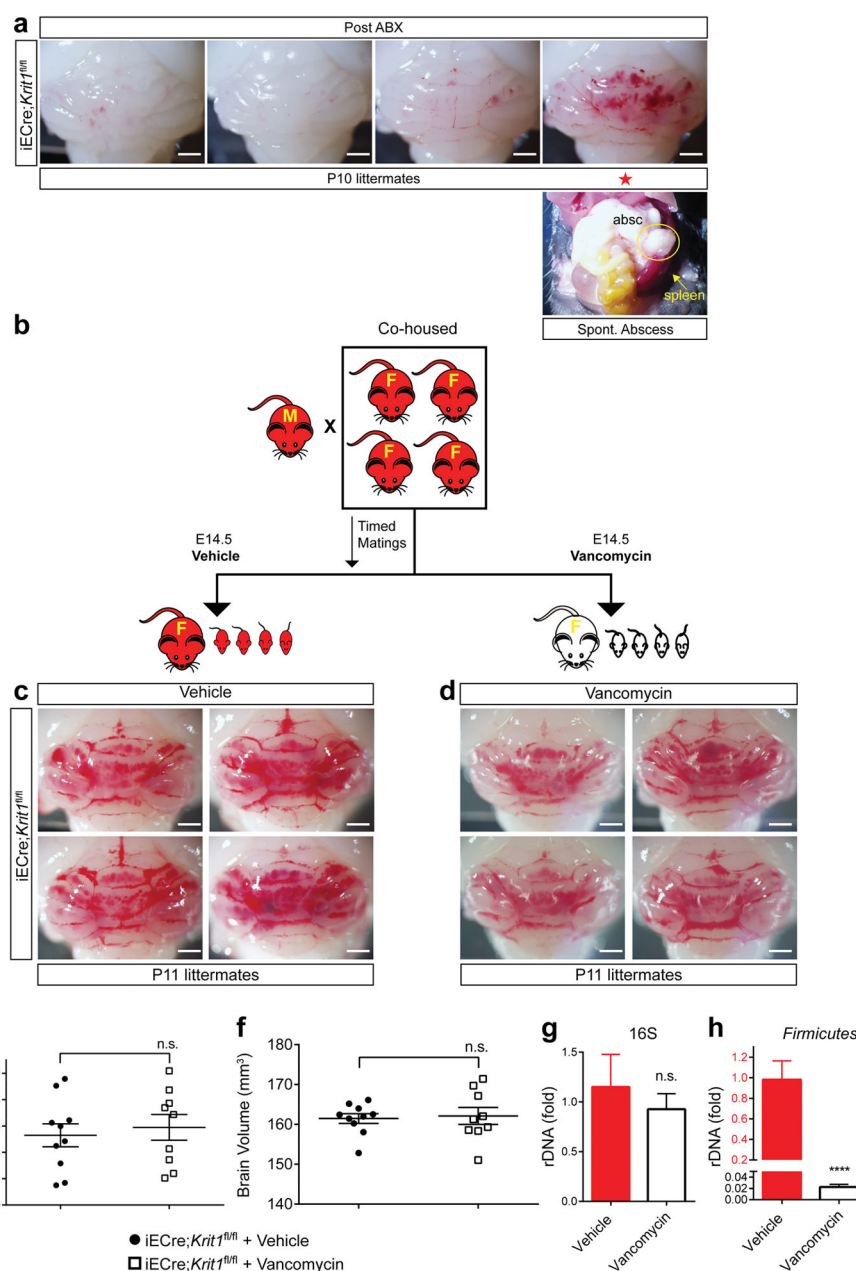 a
Post ABX
iECre;Krit1fl/fl
P10 littermates
absc
spleen
Spont. Abscess
b
Co-housed
M
X
F
F
F
F
Timed
Matings
E14.5
Vehicle
E14.5
Vancomycin
F
F
c
Vehicle
d
Vancomycin
iECre;Krit1fl/fl
P11 littermates
P11 littermates
n.s.
f
Brain Volume (mm³)
180
170
160
150
140
n.s.
g
16S
rDNA (fold)
1.5
1.0
0.5
0.0
n.s.
Vehicle
Vancomycin
h
Firmicutes
rDNA (fold)
1.2
1.0
0.8
0.6
0.4
0.2
0.04
0.02
0.00
****
Vehicle
Vancomycin
iECre;Krit1fl/fl + Vehicle
iECre;Krit1fl/fl + Vancomycin